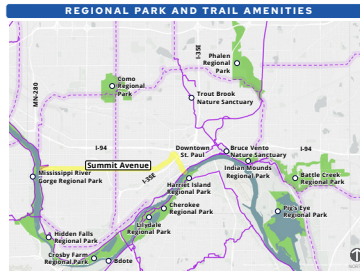 REGIONAL PARK AND TRAIL AMENITIES
I-35E
Phalen
Regional
Park
Como
Regional
Park
MN-280
Trout Brook
Nature Sanctuary
I-94
Downtown
St. Paul
Bruce Vento
Nature Sanctuary
I-94
Summit Avenue
Indian Mounds
Regional Park
Mississippi River
Gorge Regional Park
I-35E
Battle Creek
Regional Park
Harriet Island
Regional Park
Cherokee
Regional Park
Pig's Eye
Regional Park
Lilydale
Regional Park
Hidden Falls
Regional Park
Crosby Farm
Regional Park
Bdote